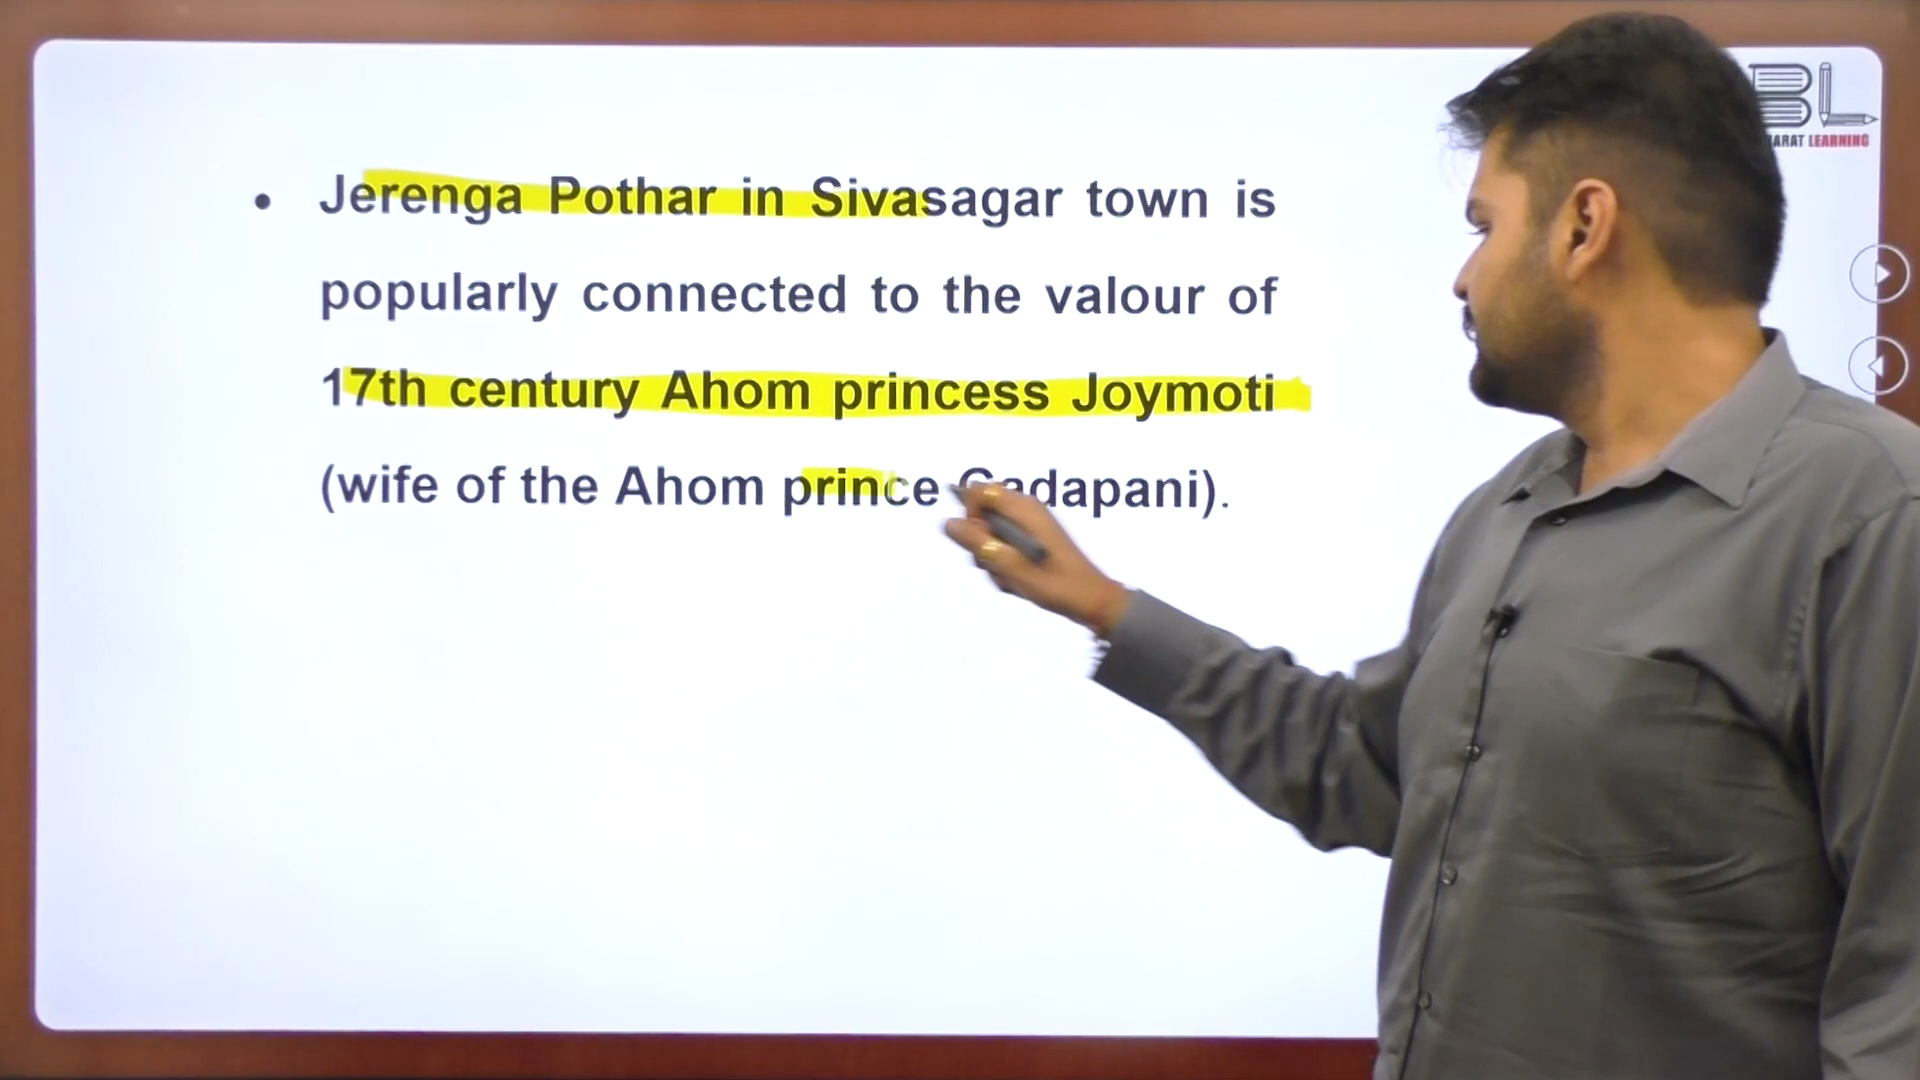 • Jerenga Pothar in Sivasagar town is
popularly connected to the valour of
17th century Ahom princess Joymoti
(wife of the Ahom prince Gadapani).
BL
ARAT LEARNING